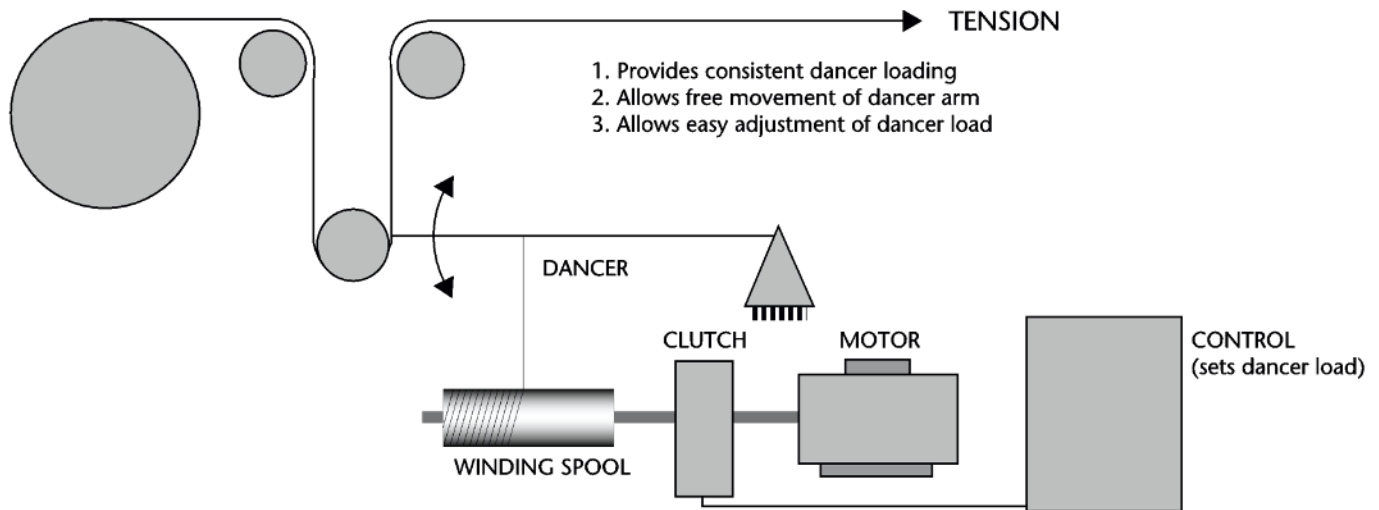 TENSION
1. Provides consistent dancer loading
2. Allows free movement of dancer arm
3. Allows easy adjustment of dancer load
DANCER
CLUTCH
MOTOR
CONTROL
(sets dancer load)
WINDING SPOOL